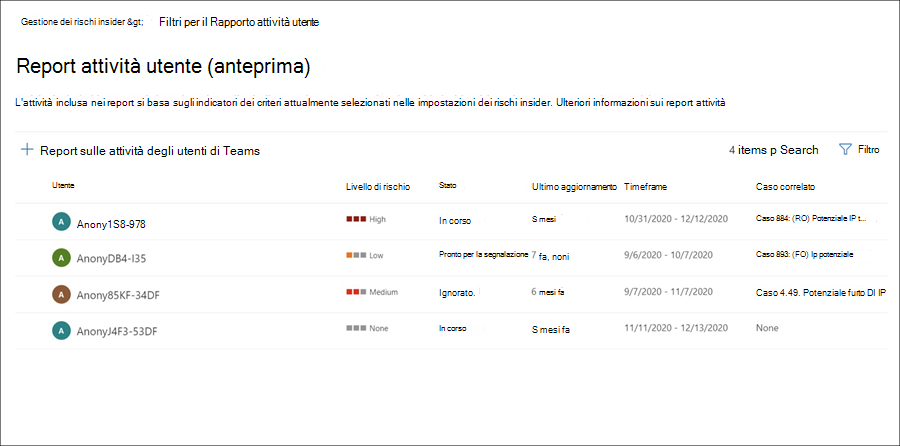 Gestione dei rischi insider &gt; Filtri per il Rapporto attività utente
Report attività utente (anteprima)
L'attività inclusa nei report si basa sugli indicatori dei criteri attualmente selezionati nelle impostazioni dei rischi insider. Ulteriori informazioni sui report attività
Report sulle attività degli utenti di Teams 4 items p Search Filtro
Utente Livello di rischio Stato Ultimo aggiornamento Timeframe Caso correlato
A Anony1S8-978 High In corso S mesi 10/31/2020 - 12/12/2020 Caso 884: (RO) Potenziale IP t...
A AnonyDB4-I35 Low Pronto per la segnalazione 7 fa, noni 9/6/2020 - 10/7/2020 Caso 893: (FO) Ip potenziale
A Anony85KF-34DF Medium Ignorato. 6 mesi fa 9/7/2020 - 11/7/2020 Caso 4.49. Potenziale furto DI IP
A AnonyJ4F3-53DF None In corso S mesi fa 11/11/2020 - 12/13/2020 None